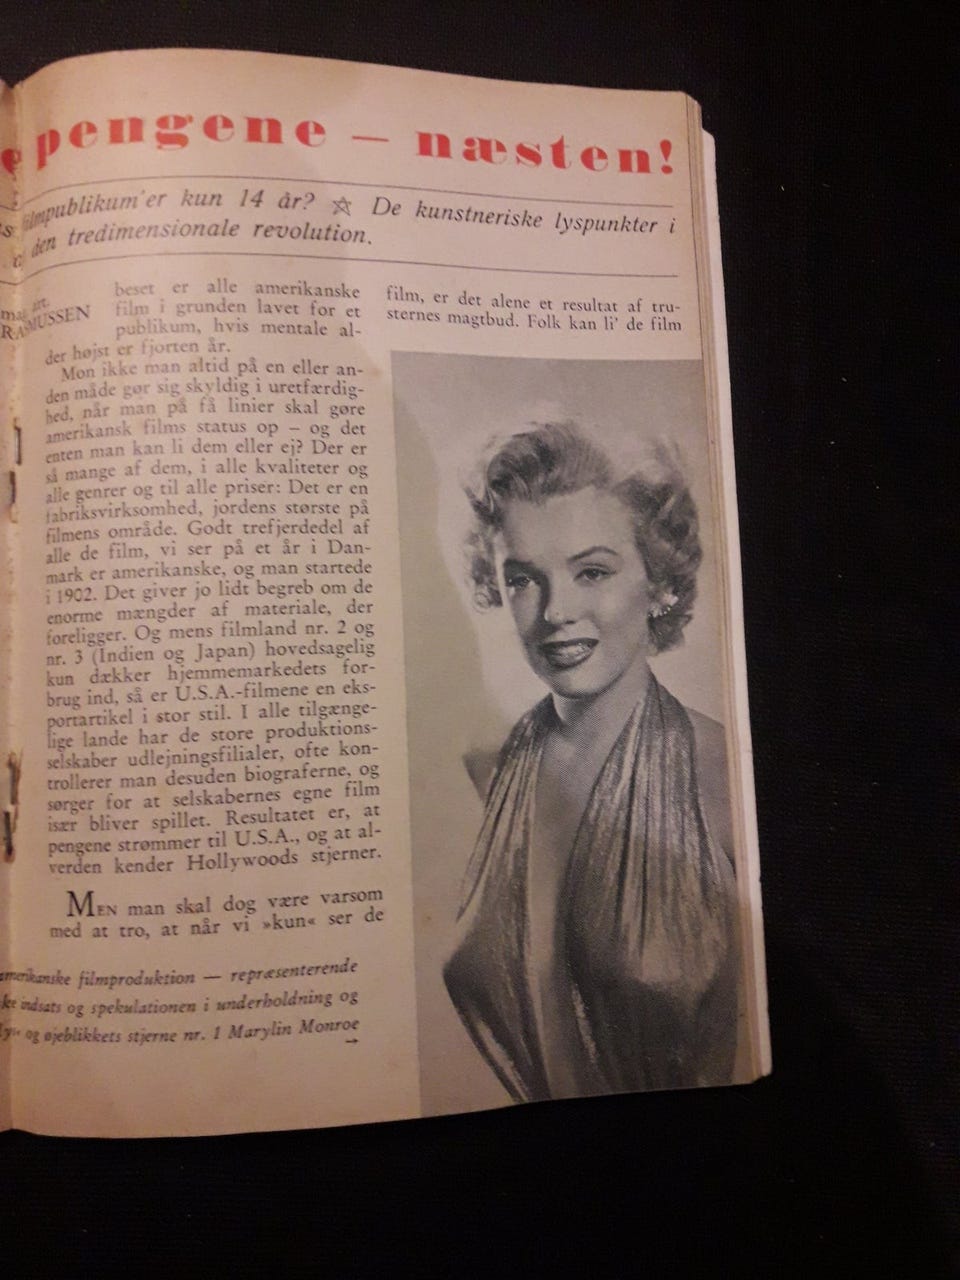 pengene — næsten!
filmpublikum er kun 14 år? ☆ De kunstneriske lyspunkter i
den tredimensionale revolution.
mag. art.
RASMUSSEN
beset er alle amerikanske
film i grunden lavet for et
publikum, hvis mentale al-
der højst er fjorten år.
Mon ikke man altid på en eller an-
den måde gør sig skyldig i uretfærdig-
hed, når man på få linier skal gøre
amerikansk films status op – og det
enten man kan li dem eller ej? Der er
så mange af dem, i alle kvaliteter og
alle genrer og til alle priser: Det er en
fabriksvirksomhed, jordens største på
filmens område. Godt trefjerdedel af
alle de film, vi ser på et år i Dan-
mark er amerikanske, og man startede
i 1902. Det giver jo lidt begreb om de
enorme mængder af materiale, der
foreligger. Og mens filmland nr. 2 og
nr. 3 (Indien og Japan) hovedsagelig
kun dækker hjemmemarkedets for-
brug ind, så er U.S.A.-filmene en eks-
portartikel i stor stil. I alle tilgænge-
lige lande har de store produktions-
selskaber udlejningsfilialer, ofte kon-
trollerer man desuden biograferne, og
sørger for at selskabernes egne film
især bliver spillet. Resultatet er, at
pengene strømmer til U.S.A., og at al-
verden kender Hollywoods stjerner.
MEN man skal dog være varsom
med at tro, at når vi »kun« ser de
film, er det alene et resultat af tru-
sternes magtbud. Folk kan li' de film
amerikanske filmproduktion — repræsenterende
ke indsats og spekulationen i underholdning og
og øjeblikkets stjerne nr. 1 Marylin Monroe
→